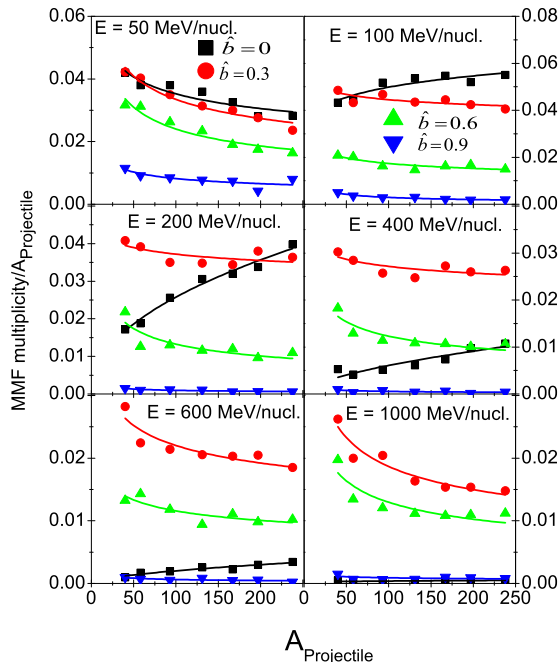 E = 50 MeV/nucl.
b̂=0
b̂=0.3
E = 100 MeV/nucl.
b̂=0.6
b̂=0.9
0.06
0.04
0.02
0.00
0.08
0.06
0.04
0.02
0.00
E = 200 MeV/nucl.
E = 400 MeV/nucl.
0.04
0.03
0.02
0.01
0.00
0.03
0.02
0.01
0.00
E = 600 MeV/nucl.
E = 1000 MeV/nucl.
0.02
0.01
0.00
0.02
0.01
0.00
0 50 100 150 200
0 50 100 150 200 250
MMF multiplicity/A_Projectile
A_Projectile